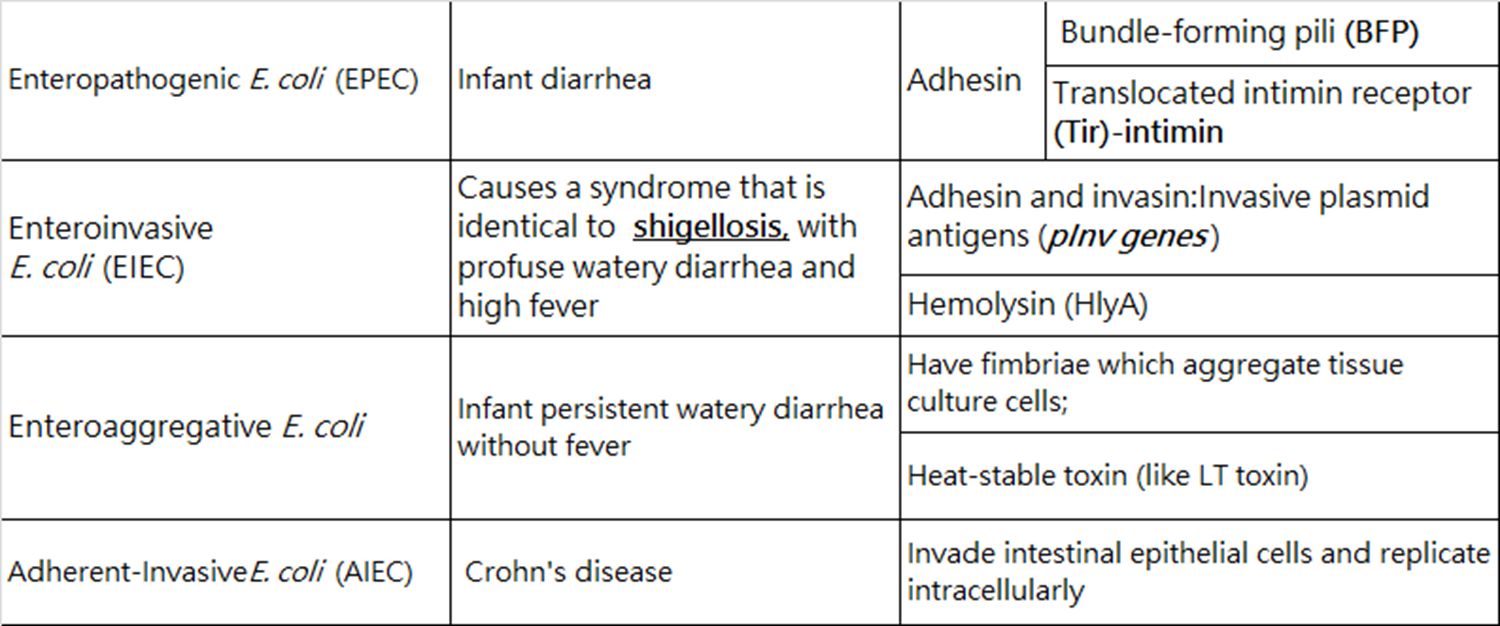 Enteropathogenic E. coli (EPEC)
Infant diarrhea
Adhesin
Bundle-forming pili (BFP)
Translocated intimin receptor
(Tir)-intimin
Enteroinvasive
E. coli (EIEC)
Causes a syndrome that is
identical to shigellosis, with
profuse watery diarrhea and
high fever
Adhesin and invasin:Invasive plasmid
antigens (pInv genes)
Hemolysin (HlyA)
Enteroaggregative E. coli
Infant persistent watery diarrhea
without fever
Have fimbriae which aggregate tissue
culture cells;
Heat-stable toxin (like LT toxin)
Adherent-InvasiveE. coli (AIEC)
Crohn's disease
Invade intestinal epithelial cells and replicate
intracellularly